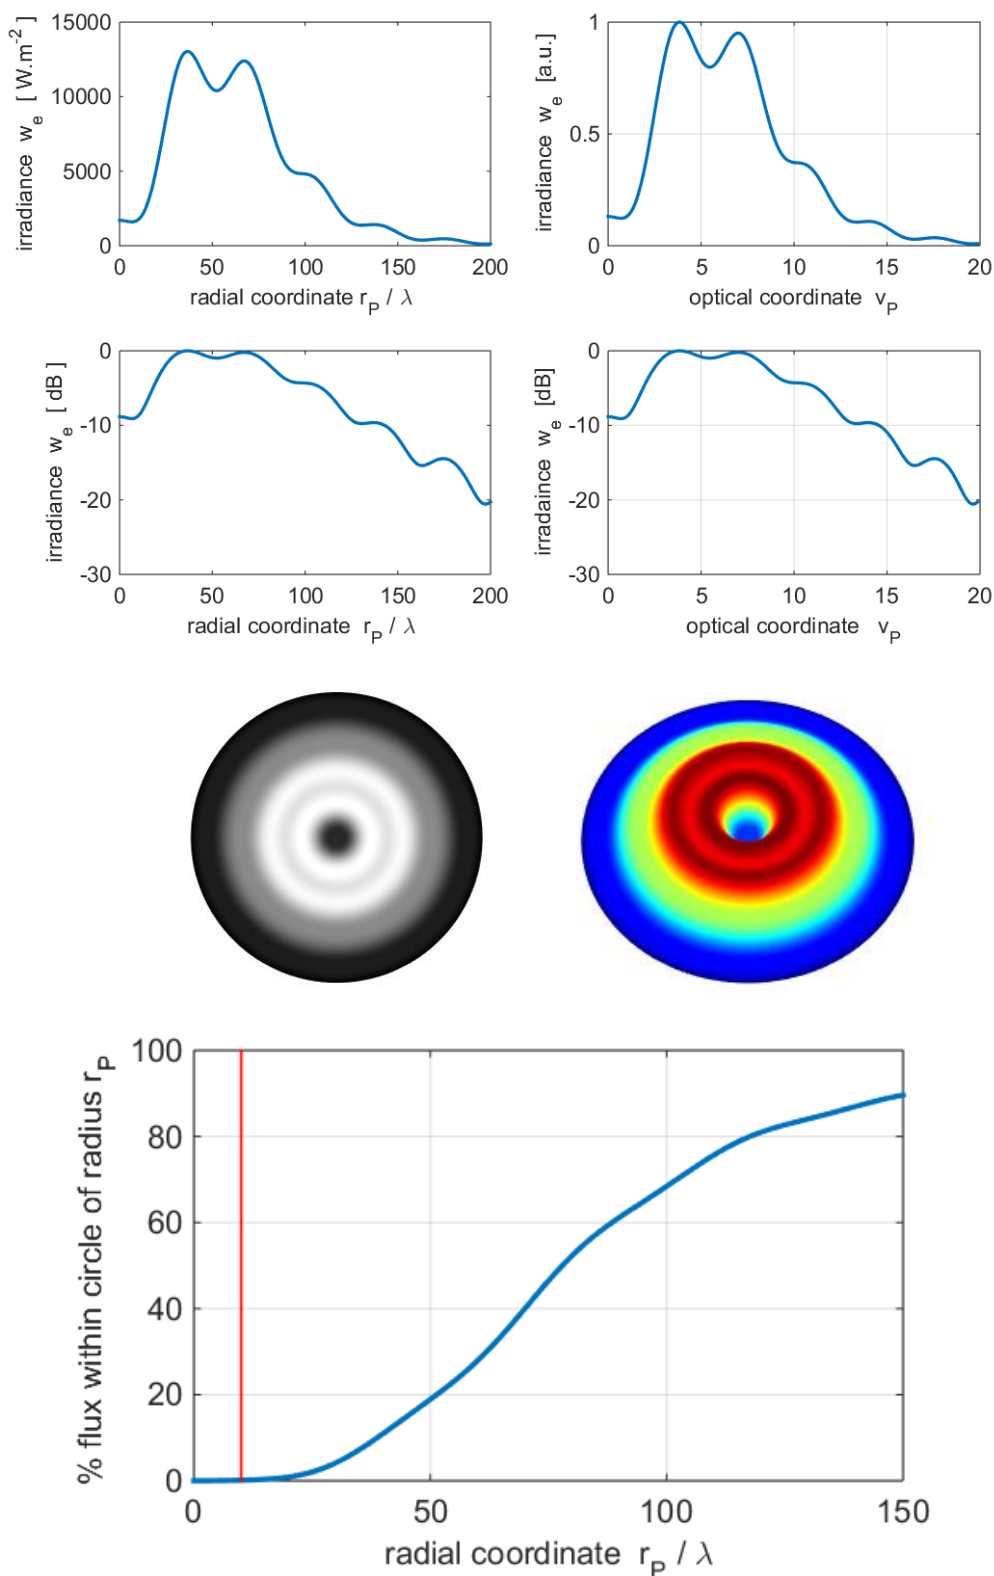 irradiance w_e [ W.m^-2 ]
15000
10000
5000
0
0 50 100 150 200
radial coordinate r_P / λ
irradiance w_e [a.u.]
1
0.5
0
0 5 10 15 20
optical coordinate v_P
irradiance w_e [ dB ]
0
-10
-20
-30
0 50 100 150 200
radial coordinate r_P / λ
irradaince w_e [dB]
0
-10
-20
-30
0 5 10 15 20
optical coordinate v_P
% flux within circle of radius r_P
100
80
60
40
20
0
0 50 100 150
radial coordinate r_P / λ